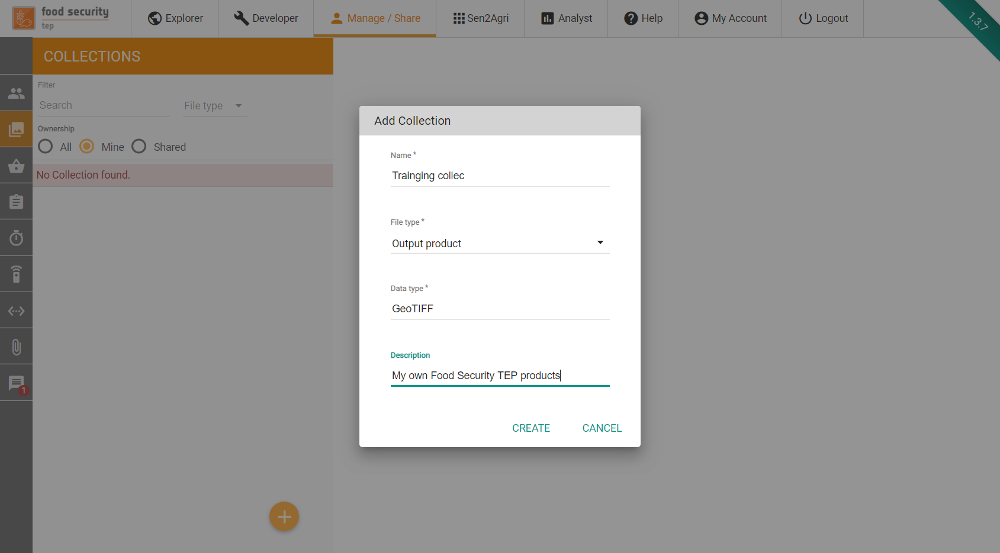 food security
tep
Explorer
Developer
Manage / Share
Sen2Agri
Analyst
Help
My Account
Logout
1.3.7
COLLECTIONS
Filter
Search
File type
Ownership
All
Mine
Shared
No Collection found.
1
Add Collection
Name *
Trainging collec
File type *
Output product
Data type *
GeoTIFF
Description
My own Food Security TEP products
CREATE
CANCEL